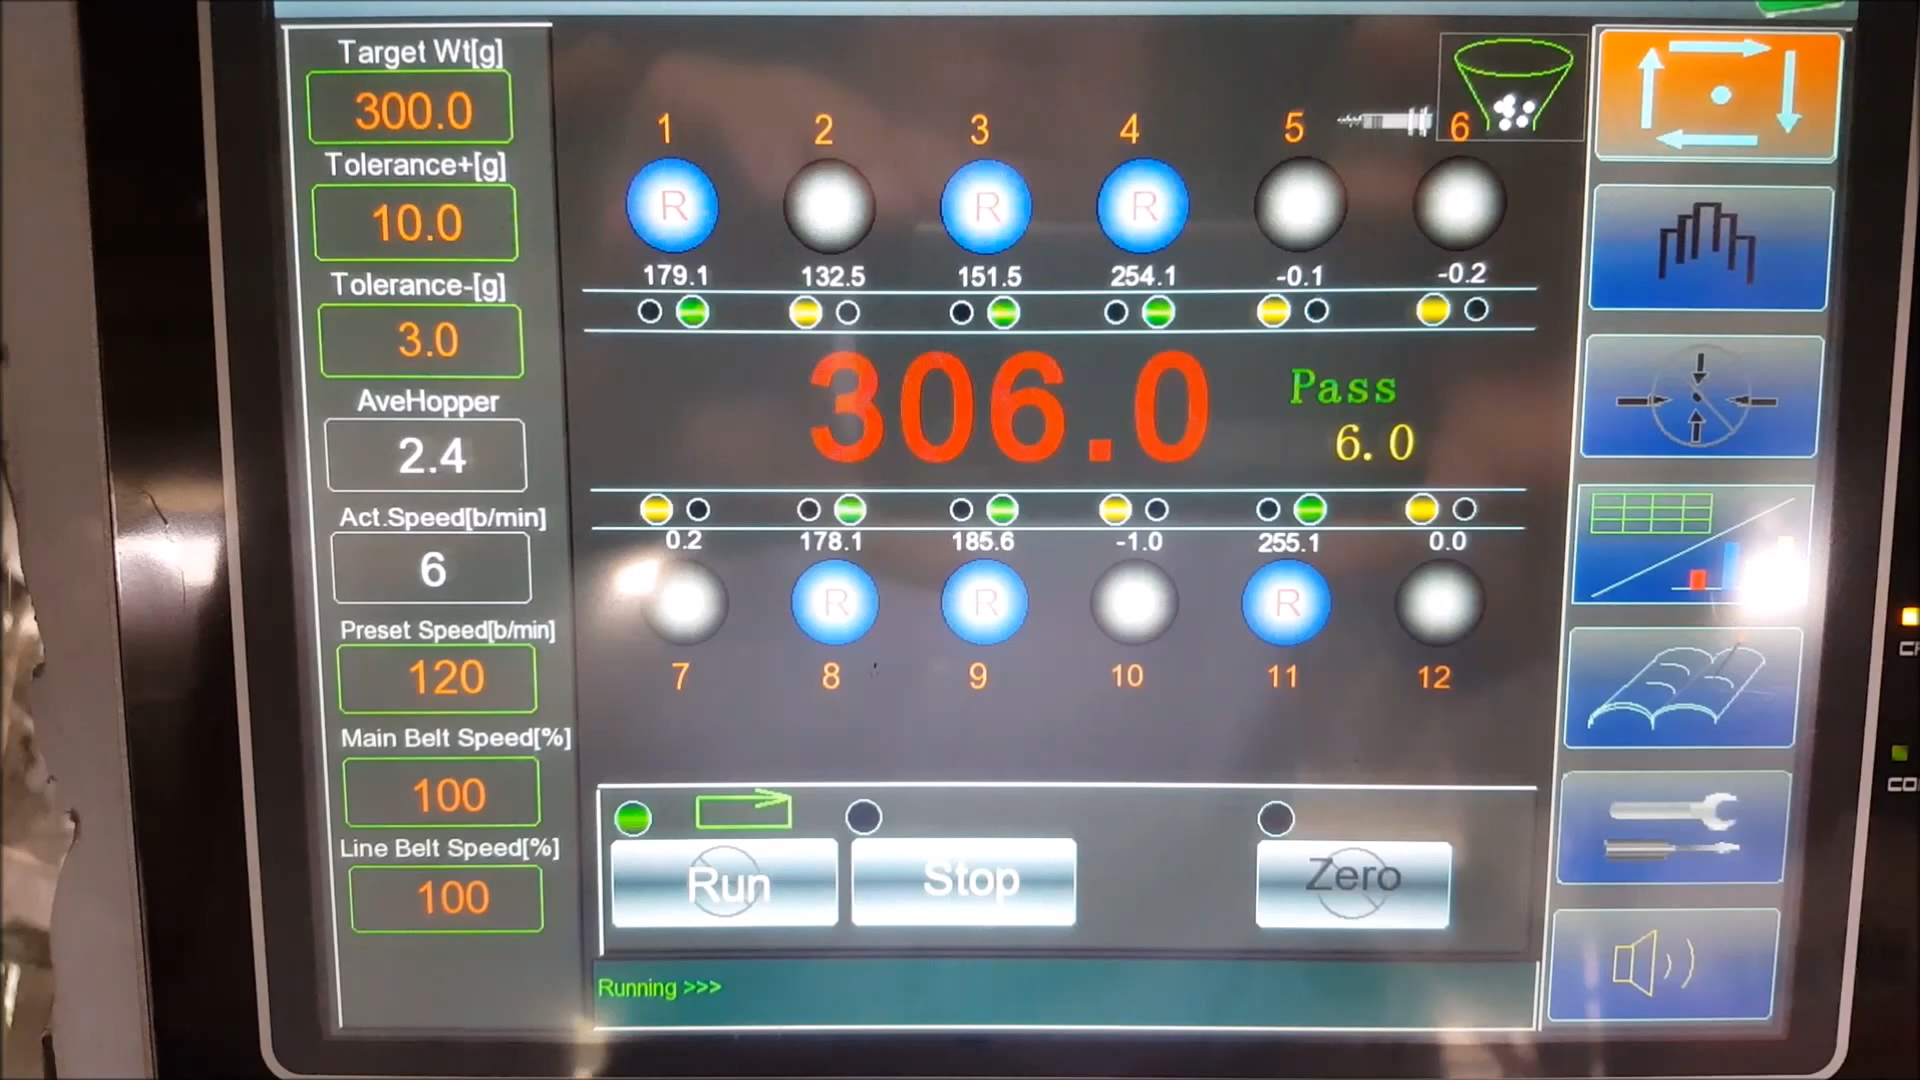 Target Wt[g]
300.0
Tolerance+[g]
10.0
Tolerance-[g]
3.0
AveHopper
2.4
Act.Speed[b/min]
6
Preset Speed[b/min]
120
Main Belt Speed[%]
100
Line Belt Speed[%]
100
1 2 3 4 5 6
R R R
179.1 132.5 151.5 254.1 -0.1 -0.2
306.0
Pass
6.0
0.2 178.1 185.6 -1.0 255.1 0.0
R R R
7 8 9 10 11 12
Run Stop Zero
Running >>>